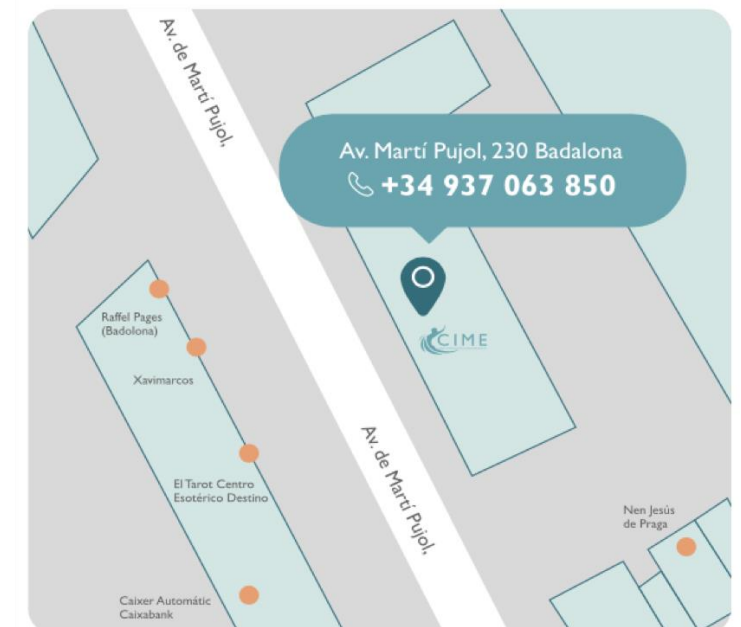 Av. de Martí Pujol,
Av. Martí Pujol, 230 Badalona
+34 937 063 850
CIME
Raffel Pages
(Badolona)
Xavimarcos
Av. de Martí Pujol,
El Tarot Centro
Esotérico Destino
Nen Jesús
de Praga
Caixer Automátic
Caixabank